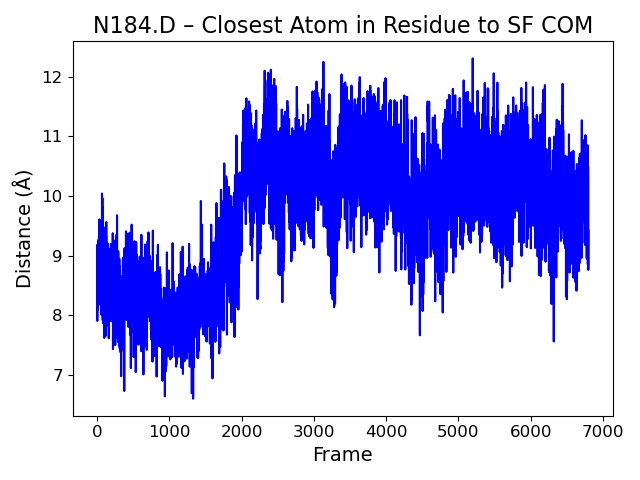 N184.D – Closest Atom in Residue to SF COM
12
11
10
9
8
7
Distance (Å)
0 1000 2000 3000 4000 5000 6000 7000
Frame